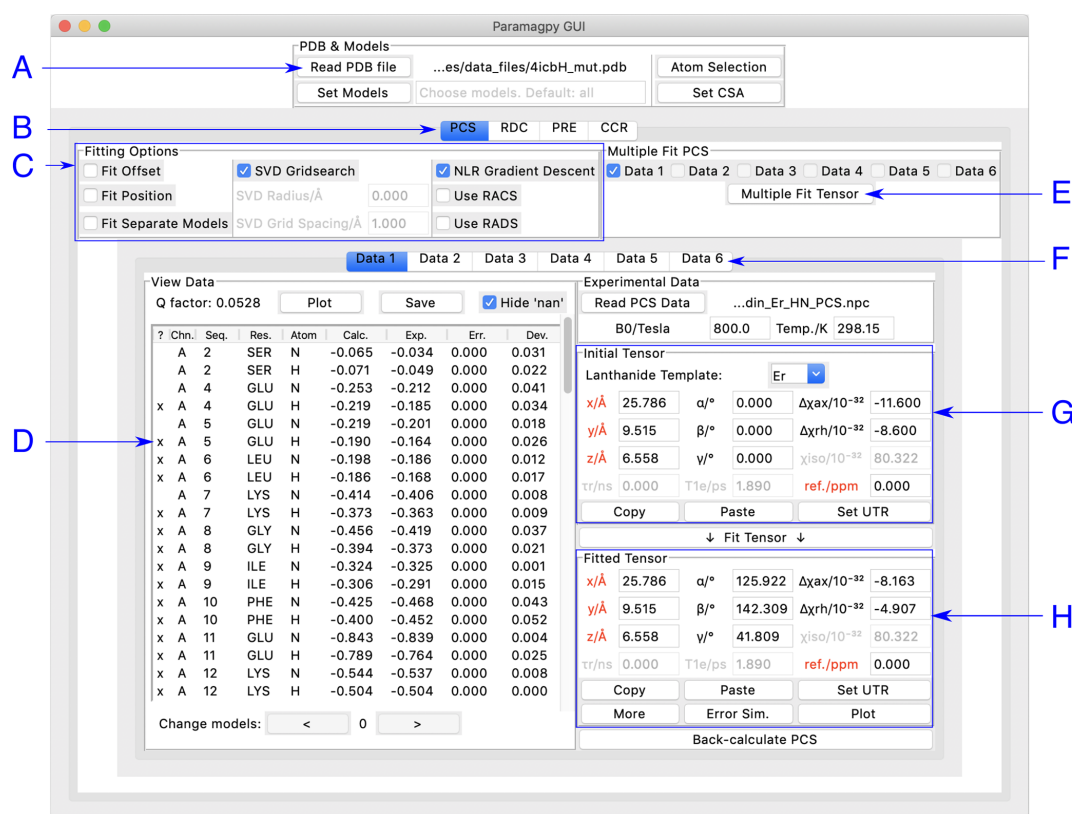 Paramagpy GUI
PDB & Models
A
Read PDB file ...es/data_files/4icbH_mut.pdb Atom Selection
Set Models Choose models. Default: all Set CSA
B
PCS RDC PRE CCR
C
Fitting Options
Fit Offset SVD Gridsearch NLR Gradient Descent
Fit Position SVD Radius/Å 0.000 Use RACS
Fit Separate Models SVD Grid Spacing/Å 1.000 Use RADS
Multiple Fit PCS
Data 1 Data 2 Data 3 Data 4 Data 5 Data 6
Multiple Fit Tensor
E
Data 1 Data 2 Data 3 Data 4 Data 5 Data 6
F
View Data
Q factor: 0.0528 Plot Save Hide 'nan'
? Chn. Seq. Res. Atom Calc. Exp. Err. Dev.
A 2 SER N -0.065 -0.034 0.000 0.031
A 2 SER H -0.071 -0.049 0.000 0.022
A 4 GLU N -0.253 -0.212 0.000 0.041
x A 4 GLU H -0.219 -0.185 0.000 0.034
A 5 GLU N -0.219 -0.201 0.000 0.018
x A 5 GLU H -0.190 -0.164 0.000 0.026
x A 6 LEU N -0.198 -0.186 0.000 0.012
x A 6 LEU H -0.186 -0.168 0.000 0.017
A 7 LYS N -0.414 -0.406 0.000 0.008
x A 7 LYS H -0.373 -0.363 0.000 0.009
x A 8 GLY N -0.456 -0.419 0.000 0.037
x A 8 GLY H -0.394 -0.373 0.000 0.021
x A 9 ILE N -0.324 -0.325 0.000 0.001
x A 9 ILE H -0.306 -0.291 0.000 0.015
x A 10 PHE N -0.425 -0.468 0.000 0.043
x A 10 PHE H -0.400 -0.452 0.000 0.052
x A 11 GLU N -0.843 -0.839 0.000 0.004
x A 11 GLU H -0.789 -0.764 0.000 0.025
x A 12 LYS N -0.544 -0.537 0.000 0.008
x A 12 LYS H -0.504 -0.504 0.000 0.000
D
Change models: < 0 >
Experimental Data
Read PCS Data ...din_Er_HN_PCS.npc
B0/Tesla 800.0 Temp./K 298.15
Initial Tensor
Lanthanide Template: Er
x/Å 25.786 α/° 0.000 Δχax/10⁻³² -11.600
y/Å 9.515 β/° 0.000 Δχrh/10⁻³² -8.600
z/Å 6.558 γ/° 0.000 χiso/10⁻³² 80.322
τr/ns 0.000 T1e/ps 1.890 ref./ppm 0.000
Copy Paste Set UTR
G
↓ Fit Tensor ↓
Fitted Tensor
x/Å 25.786 α/° 125.922 Δχax/10⁻³² -8.163
y/Å 9.515 β/° 142.309 Δχrh/10⁻³² -4.907
z/Å 6.558 γ/° 41.809 χiso/10⁻³² 80.322
τr/ns 0.000 T1e/ps 1.890 ref./ppm 0.000
Copy Paste Set UTR
More Error Sim. Plot
H
Back-calculate PCS